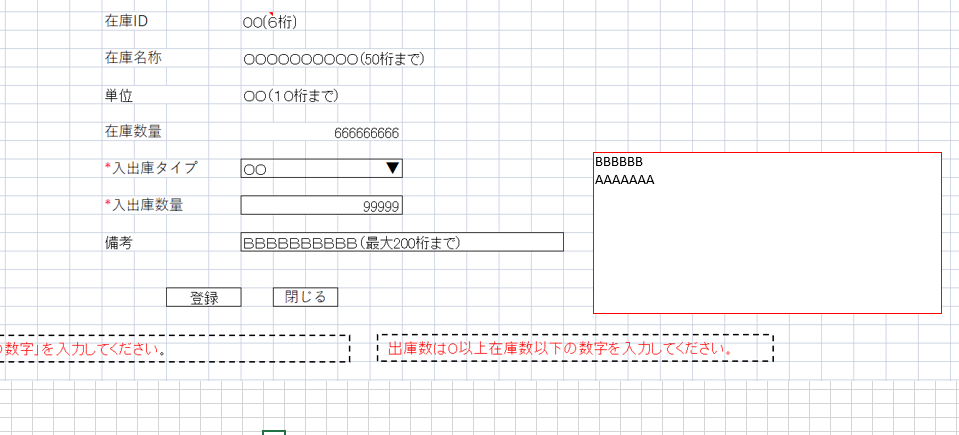 在庫ID
〇〇(6桁)
在庫名称
〇〇〇〇〇〇〇〇〇〇(50桁まで)
単位
〇〇(10桁まで)
在庫数量
666666666
*入出庫タイプ
〇〇 ▼
*入出庫数量
99999
備考
BBBBBBBBBB(最大200桁まで)
BBBBBB
AAAAAAA
登録
閉じる
の数字」を入力してください。
出庫数は0以上在庫数以下の数字を入力してください。